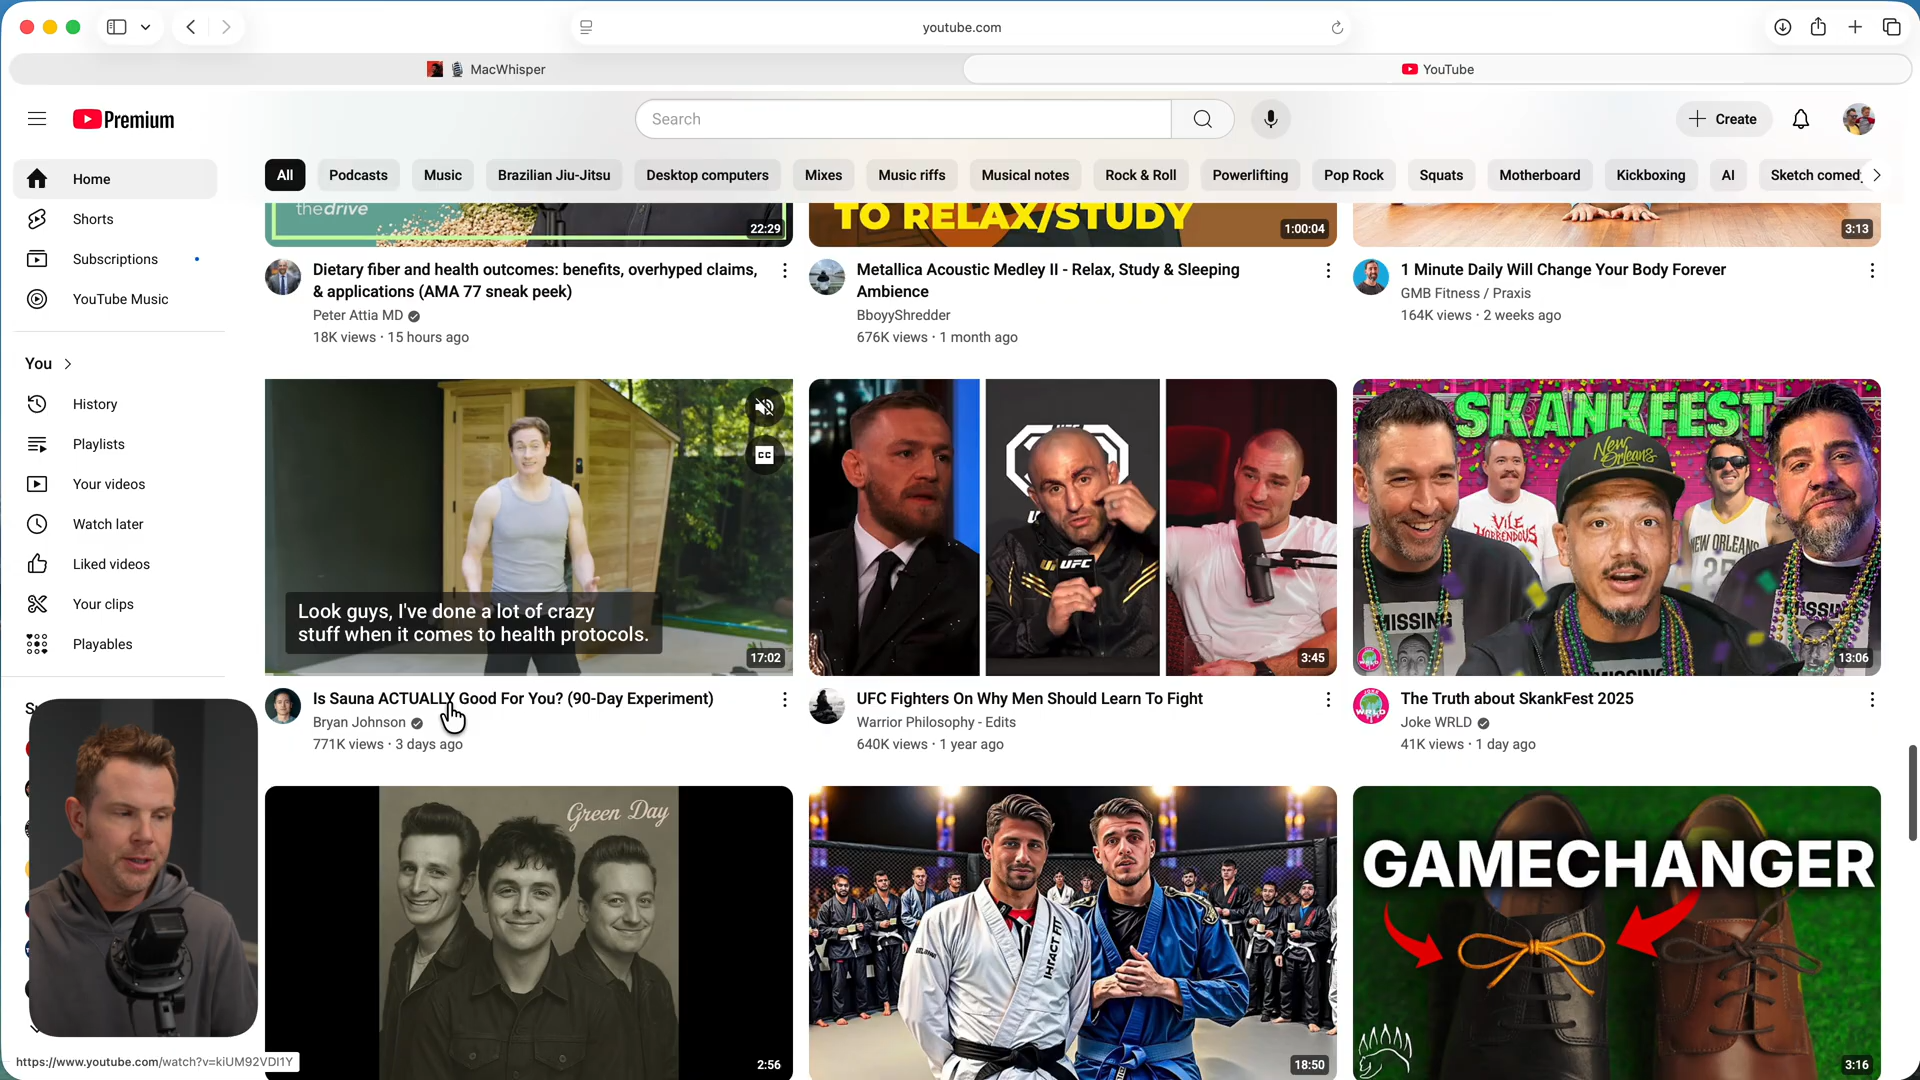 youtube.com
MacWhisper
YouTube
Premium
Search
Create
Home
Shorts
Subscriptions
YouTube Music
You
History
Playlists
Your videos
Watch later
Liked videos
Your clips
Playables
All
Podcasts
Music
Brazilian Jiu-Jitsu
Desktop computers
Mixes
Music riffs
Musical notes
Rock & Roll
Powerlifting
Pop Rock
Squats
Motherboard
Kickboxing
AI
Sketch comed
thedrive
22:29
TO RELAX/STUDY
1:00:04
3:13
Dietary fiber and health outcomes: benefits, overhyped claims,
& applications (AMA 77 sneak peek)
Peter Attia MD
18K views · 15 hours ago
Metallica Acoustic Medley II - Relax, Study & Sleeping
Ambience
BboyyShredder
676K views · 1 month ago
1 Minute Daily Will Change Your Body Forever
GMB Fitness / Praxis
164K views · 2 weeks ago
CC
Look guys, I've done a lot of crazy
stuff when it comes to health protocols.
17:02
UFC
3:45
SKANKFEST
New
Orleans
VILE
HORRENDOUS
NEW ORLEANS
MISSING
13:06
Is Sauna ACTUALLY Good For You? (90-Day Experiment)
Bryan Johnson
771K views · 3 days ago
UFC Fighters On Why Men Should Learn To Fight
Warrior Philosophy - Edits
640K views · 1 year ago
The Truth about SkankFest 2025
Joke WRLD
41K views · 1 day ago
Green Day
2:56
18:50
GAMECHANGER
3:16
https://www.youtube.com/watch?v=kiUM92VDI1Y